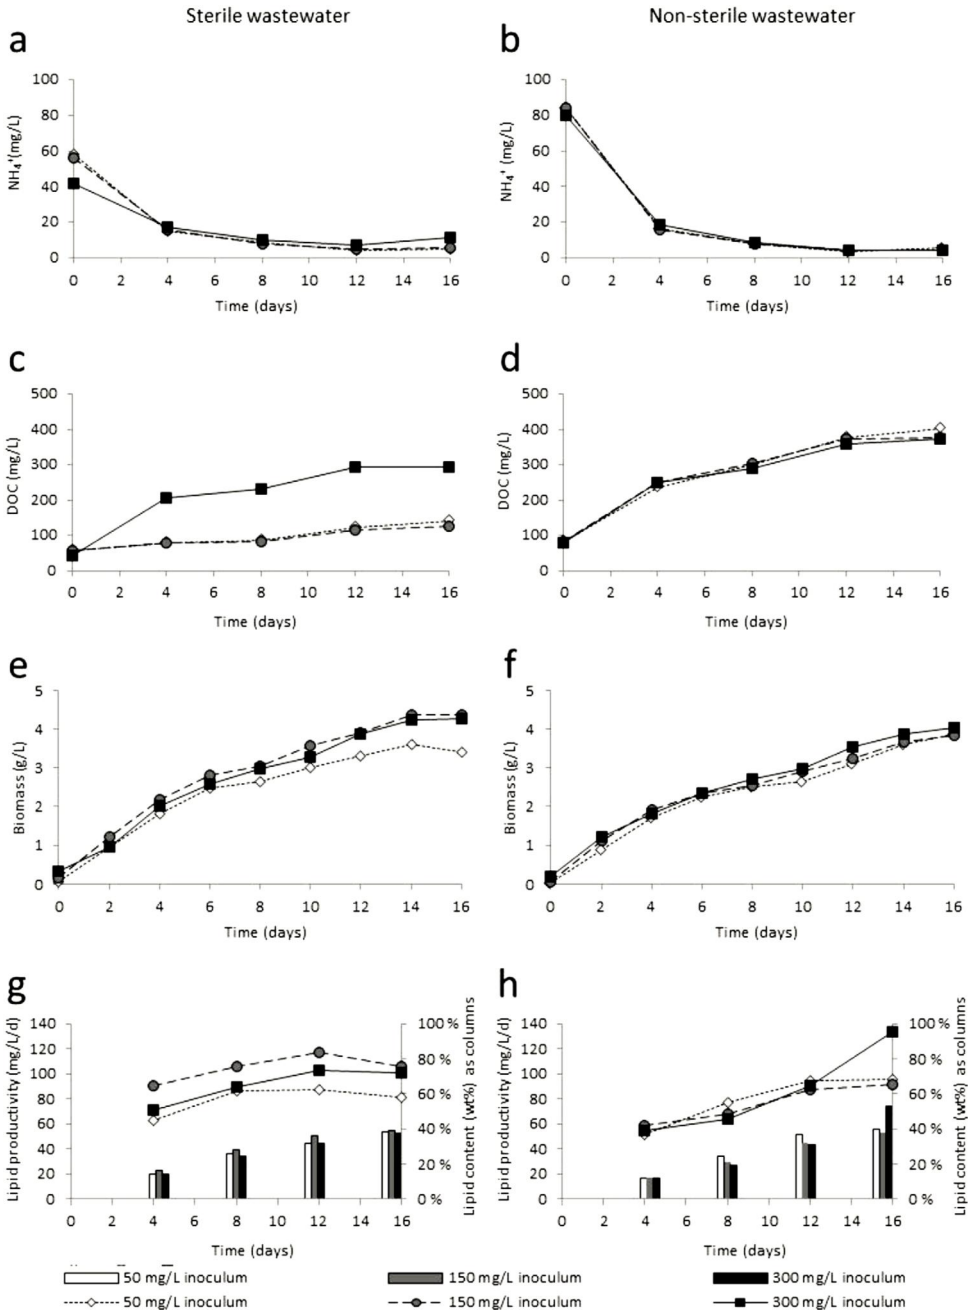 Sterile wastewater Non-sterile wastewater
a b
100 100
80 80
60 60
40 40
20 20
0 0
NH₄⁺(mg/L) NH₄⁺ (mg/L)
0 2 4 6 8 10 12 14 16 0 2 4 6 8 10 12 14 16
Time (days) Time (days)
c d
500 500
400 400
300 300
200 200
100 100
0 0
DOC (mg/L) DOC (mg/L)
0 2 4 6 8 10 12 14 16 0 2 4 6 8 10 12 14 16
Time (days) Time (days)
e f
5 5
4 4
3 3
2 2
1 1
0 0
Biomass (g/L) Biomass (g/L)
0 2 4 6 8 10 12 14 16 0 2 4 6 8 10 12 14 16
Time (days) Time (days)
g h
140 100 % 140 100 %
120 80 % 120 80 %
100 60 % 100 60 %
80 80
60 40 % 60 40 %
40 20 % 40 20 %
20 20
0 0 % 0 0 %
Lipid productivity (mg/L/d) Lipid content (wt%) as columns Lipid productivity (mg/L/d) Lipid content (wt%) as columns
0 2 4 6 8 10 12 14 16 0 2 4 6 8 10 12 14 16
Time (days) Time (days)
50 mg/L inoculum 150 mg/L inoculum 300 mg/L inoculum
50 mg/L inoculum 150 mg/L inoculum 300 mg/L inoculum